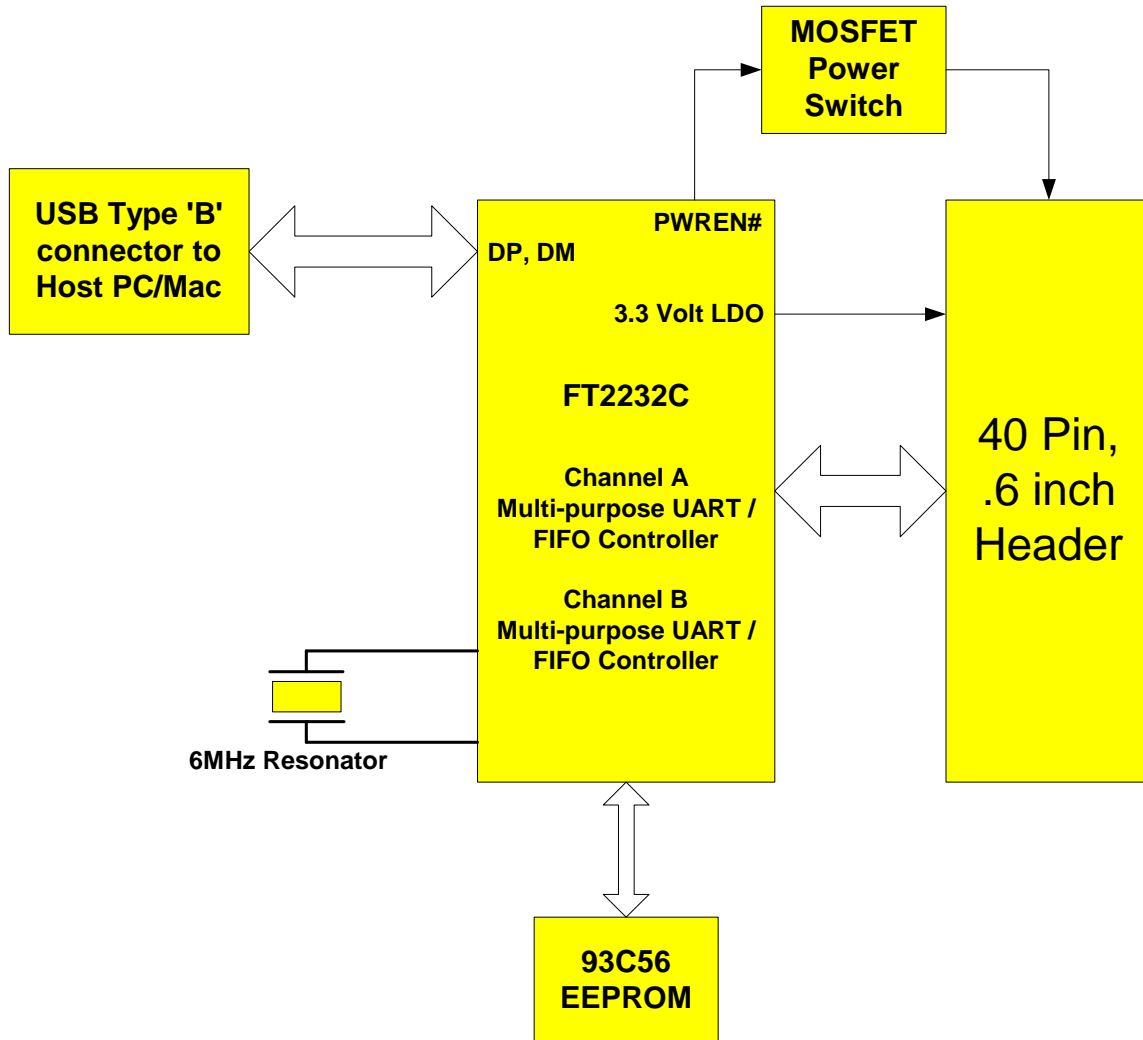 MOSFET
Power
Switch
USB Type 'B'
connector to
Host PC/Mac
PWREN#
DP, DM
3.3 Volt LDO
FT2232C
Channel A
Multi-purpose UART /
FIFO Controller
Channel B
Multi-purpose UART /
FIFO Controller
40 Pin,
.6 inch
Header
6MHz Resonator
93C56
EEPROM